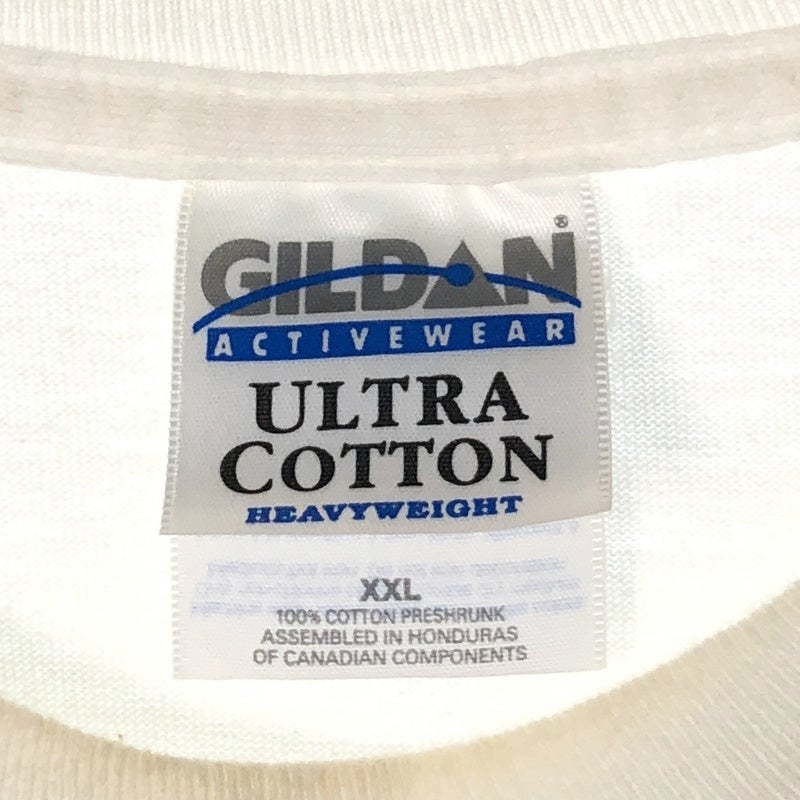 GILDAN®
ACTIVEWEAR
ULTRA
COTTON
HEAVYWEIGHT
XXL
100% COTTON PRESHRUNK
ASSEMBLED IN HONDURAS
OF CANADIAN COMPONENTS